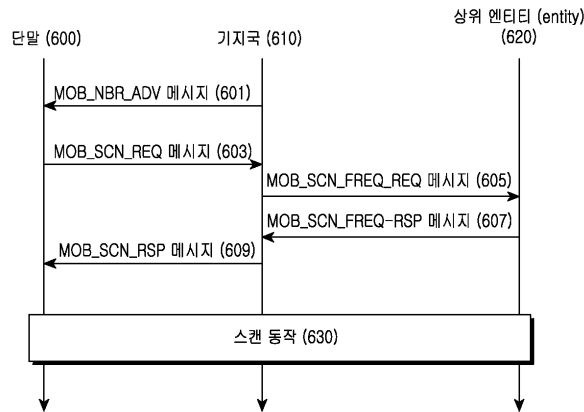 단말 (600)
기지국 (610)
상위 엔티티 (entity)
(620)
MOB_NBR_ADV 메시지 (601)
MOB_SCN_REQ 메시지 (603)
MOB_SCN_FREQ_REQ 메시지 (605)
MOB_SCN_FREQ-RSP 메시지 (607)
MOB_SCN_RSP 메시지 (609)
스캔 동작 (630)